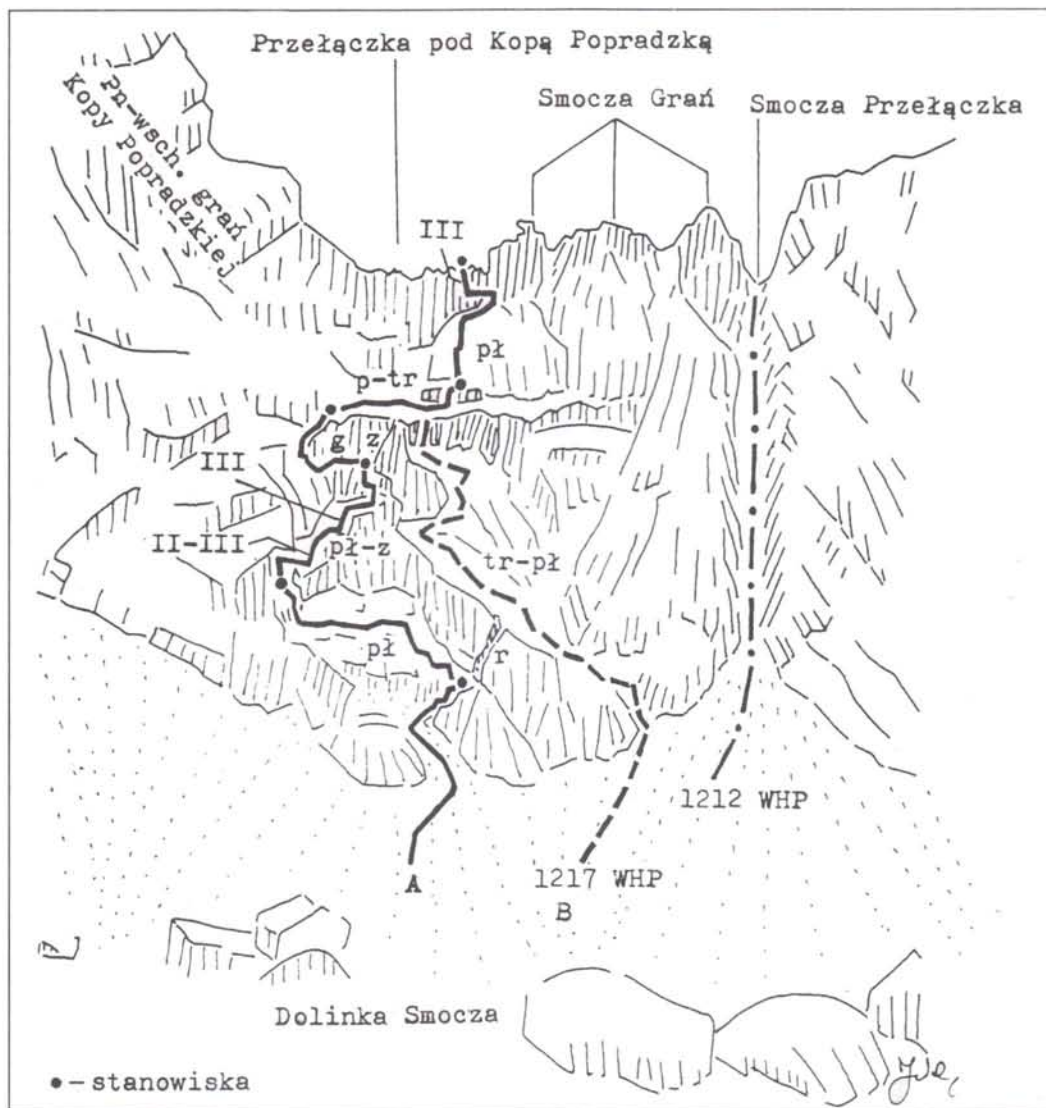 Przełączka pod Kopą Popradzką
Smocza Grań
Smocza Przełączka
Pn-wsch. grań
Kopy Popradzkiej
III
pł
p-tr
g z
III
II-III
pł-z
tr-pł
pł
r
1212 WHP
A
1217 WHP
B
Dolinka Smocza
• – stanowiska